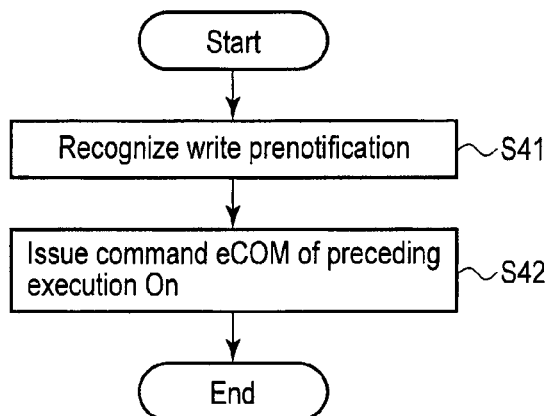 Start
Recognize write prenotification
S41
Issue command eCOM of preceding
execution On
S42
End